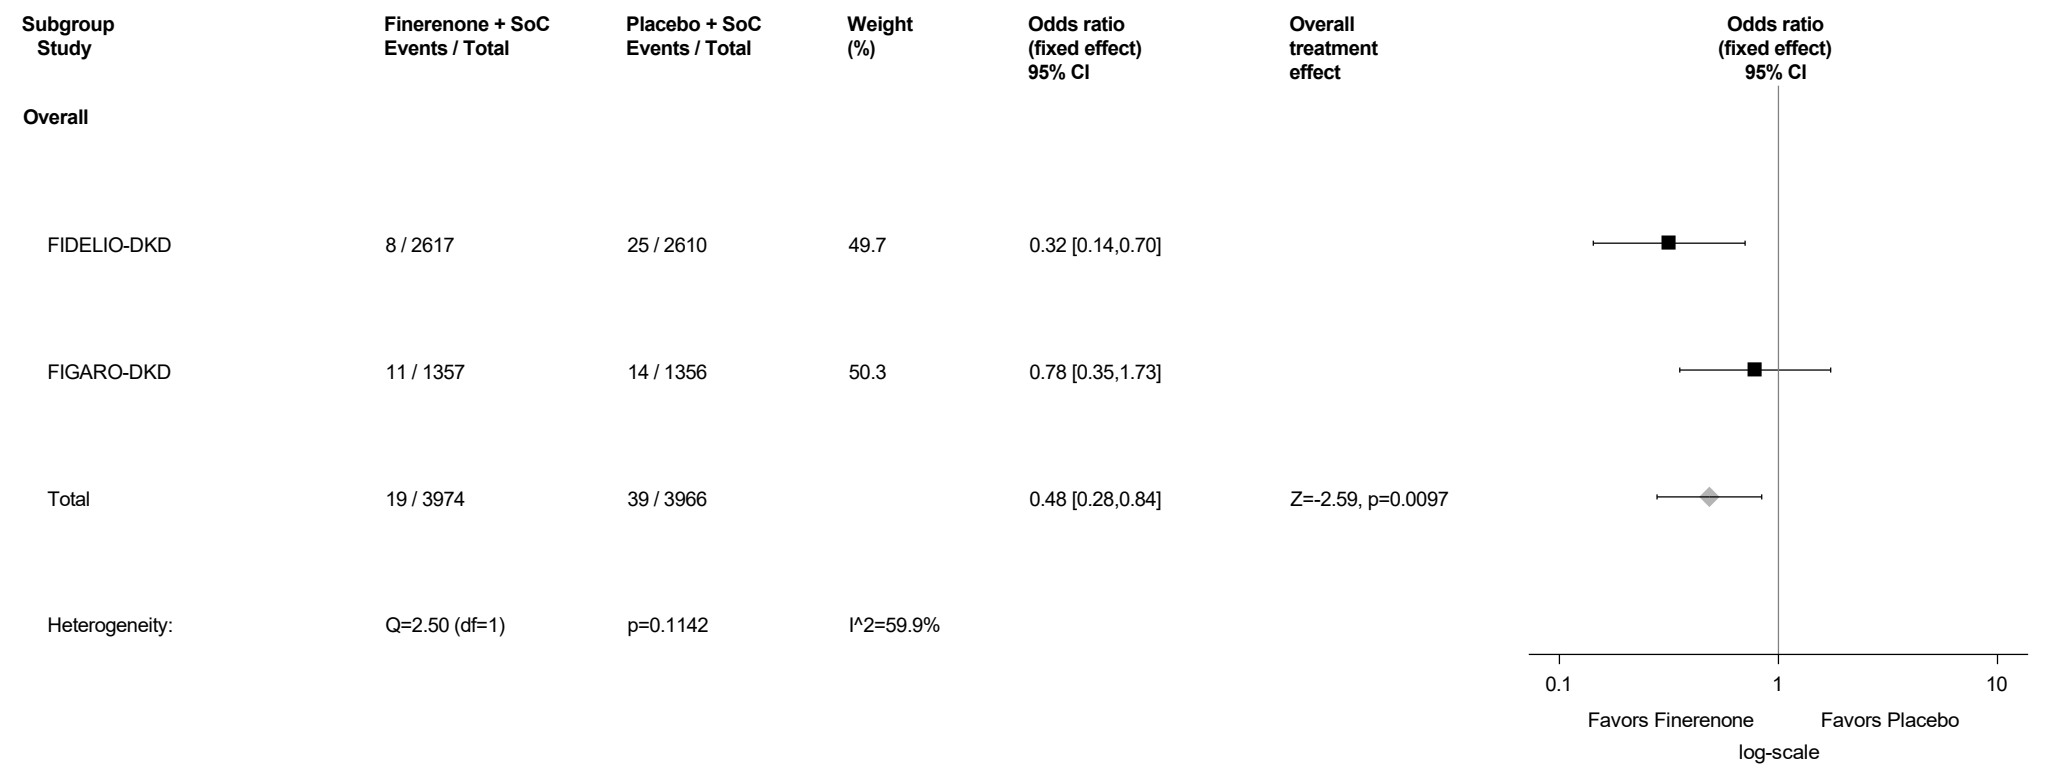 Subgroup Finerenone + SoC Placebo + SoC Weight Odds ratio Overall Odds ratio
Study Events / Total Events / Total (%) (fixed effect) treatment (fixed effect)
95% CI effect 95% CI
Overall
FIDELIO-DKD 8 / 2617 25 / 2610 49.7 0.32 [0.14,0.70]
FIGARO-DKD 11 / 1357 14 / 1356 50.3 0.78 [0.35,1.73]
Total 19 / 3974 39 / 3966 0.48 [0.28,0.84] Z=-2.59, p=0.0097
Heterogeneity: Q=2.50 (df=1) p=0.1142 I^2=59.9%
0.1 1 10
Favors Finerenone Favors Placebo
log-scale